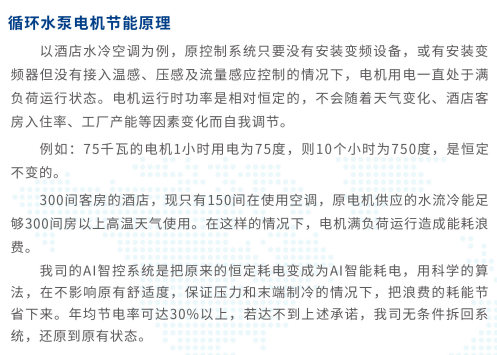 循环水泵电机节能原理
以酒店水冷空调为例，原控制系统只要没有安装变频设备，或有安装变
频器但没有接入温感、压感及流量感应控制的情况下，电机用电一直处于满
负荷运行状态。电机运行时功率是相对恒定的，不会随着天气变化、酒店客
房入住率、工厂产能等因素变化而自我调节。
例如：75千瓦的电机1小时用电为75度，则10个小时为750度，是恒定
不变的。
300间客房的酒店，现只有150间在使用空调，原电机供应的水流冷能足
够300间房以上高温天气使用。在这样的情况下，电机满负荷运行造成能耗浪
费。
我司的AI智控系统是把原来的恒定耗电变成为AI智能耗电，用科学的算
法，在不影响原有舒适度，保证压力和末端制冷的情况下，把浪费的耗能节
省下来。年均节电率可达30%以上，若达不到上述承诺，我司无条件拆回系
统，还原到原有状态。